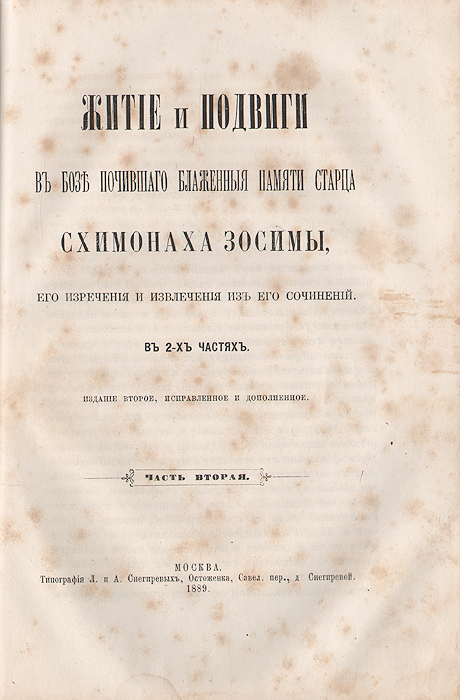 ЖИТІЕ и ПОДВИГИ
ВЪ БОЗѢ ПОЧИВШАГО БЛАЖЕННЫЯ ПАМЯТИ СТАРЦА
СХИМОНАХА ЗОСИМЫ,
ЕГО ИЗРЕЧЕНІЯ И ИЗВЛЕЧЕНІЯ ИЗЪ ЕГО СОЧИНЕНІЙ.
ВЪ 2-ХЪ ЧАСТЯХЪ.
ИЗДАНІЕ ВТОРОЕ, ИСПРАВЛЕННОЕ И ДОПОЛНЕННОЕ.
ЧАСТЬ ВТОРАЯ.
МОСКВА.
Типографія Л. и А. Снегиревыхъ, Остоженка, Савел. пер., д Снегиревой.
1889.